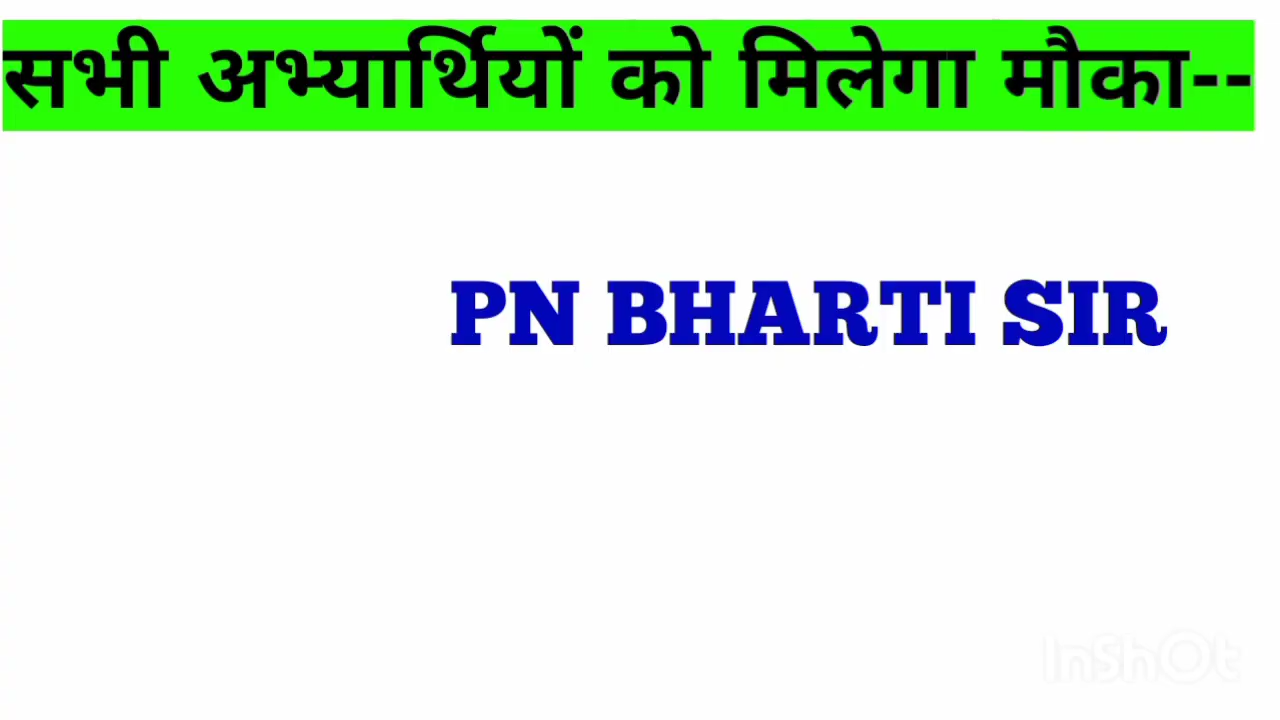 सभी अभ्यार्थियों को मिलेगा मौका--
PN BHARTI SIR
InShOt